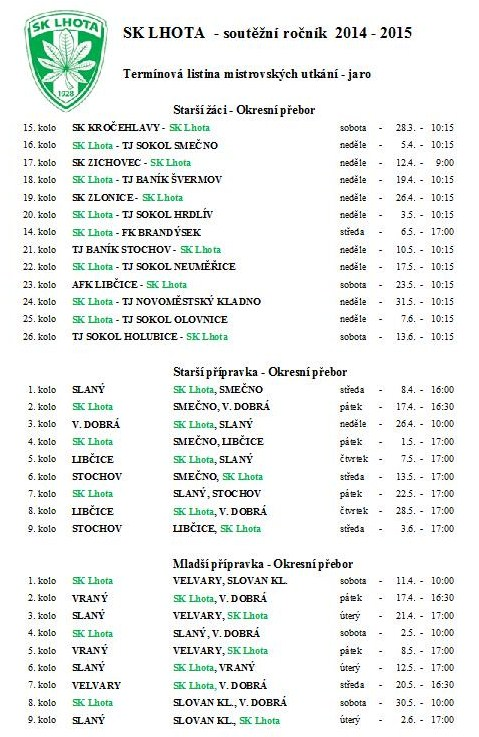 SK LHOTA
1928
SK LHOTA - soutěžní ročník 2014 - 2015
Termínová listina mistrovských utkání - jaro
Starší žáci - Okresní přebor
15. kolo SK KROČEHLAVY - SK Lhota sobota - 28.3. - 10:15
16. kolo SK Lhota - TJ SOKOL SMEČNO neděle - 5.4. - 10:15
17. kolo SK ZICHOVEC - SK Lhota neděle - 12.4. - 9:00
18. kolo SK Lhota - TJ BANÍK ŠVERMOV neděle - 19.4. - 10:15
19. kolo SK ZLONICE - SK Lhota neděle - 26.4. - 10:15
20. kolo SK Lhota - TJ SOKOL HRDLÍV neděle - 3.5. - 10:15
14. kolo SK Lhota - FK BRANDÝSEK středa - 6.5. - 17:00
21. kolo TJ BANÍK STOCHOV - SK Lhota neděle - 10.5. - 10:15
22. kolo SK Lhota - TJ SOKOL NEUMĚŘICE neděle - 17.5. - 10:15
23. kolo AFK LIBČICE - SK Lhota sobota - 23.5. - 10:15
24. kolo SK Lhota - TJ NOVOMĚSTSKÝ KLADNO neděle - 31.5. - 10:15
25. kolo SK Lhota - TJ SOKOL OLOVNICE neděle - 7.6. - 10:15
26. kolo TJ SOKOL HOLUBICE - SK Lhota sobota - 13.6. - 10:15
Starší přípravka - Okresní přebor
1. kolo SLANÝ SK Lhota, SMEČNO středa - 8.4. - 16:00
2. kolo SK Lhota SMEČNO, V. DOBRÁ pátek - 17.4. - 16:30
3. kolo V. DOBRÁ SK Lhota, SLANÝ neděle - 26.4. - 10:00
4. kolo SK Lhota SMEČNO, LIBČICE pátek - 1.5. - 17:00
5. kolo LIBČICE SK Lhota, SLANÝ čtvrtek - 7.5. - 17:00
6. kolo STOCHOV SMEČNO, SK Lhota středa - 13.5. - 17:00
7. kolo SK Lhota SLANÝ, STOCHOV pátek - 22.5. - 17:00
8. kolo LIBČICE SK Lhota, V. DOBRÁ čtvrtek - 28.5. - 17:00
9. kolo STOCHOV LIBČICE, SK Lhota středa - 3.6. - 17:00
Mladší přípravka - Okresní přebor
1. kolo SK Lhota VELVARY, SLOVAN KL. sobota - 11.4. - 10:00
2. kolo VRANÝ SK Lhota, V. DOBRÁ pátek - 17.4. - 16:30
3. kolo SLANÝ VELVARY, SK Lhota úterý - 21.4. - 17:00
4. kolo SK Lhota SLANÝ, V. DOBRÁ sobota - 2.5. - 10:00
5. kolo VRANÝ VELVARY, SK Lhota pátek - 8.5. - 17:00
6. kolo SLANÝ SK Lhota, VRANÝ úterý - 12.5. - 17:00
7. kolo VELVARY SK Lhota, V. DOBRÁ středa - 20.5. - 16:30
8. kolo SK Lhota SLOVAN KL., V. DOBRÁ sobota - 30.5. - 10:00
9. kolo SLANÝ SLOVAN KL., SK Lhota úterý - 2.6. - 17:00